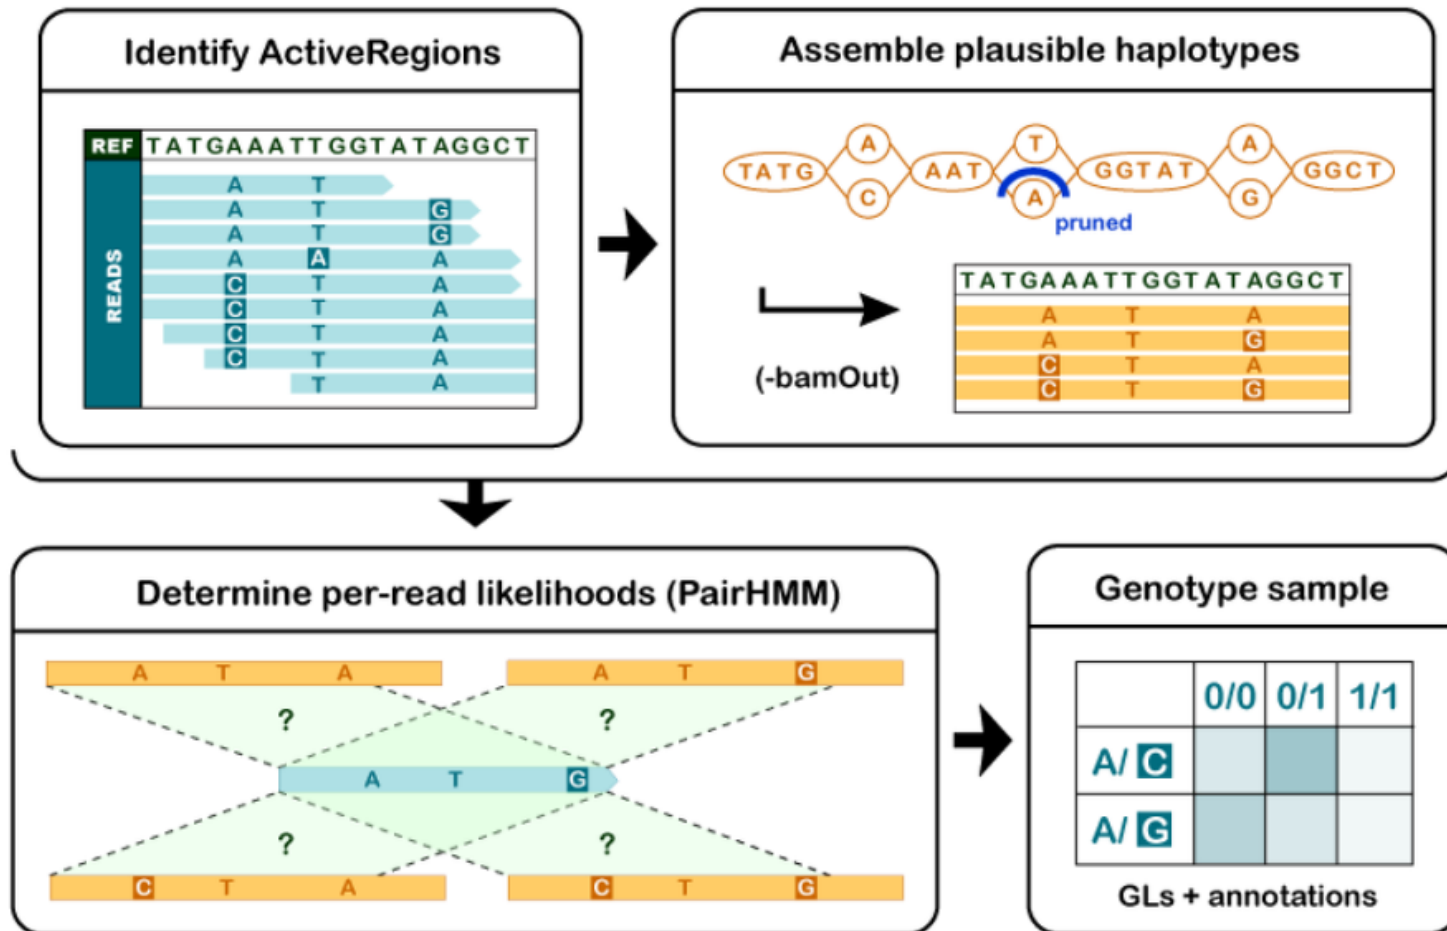 Identify ActiveRegions
REF TATGAAATTGGTATAGGCT
READS
A T
A T G
A T G
A A A
C T A
C T A
C T A
C T A
T A
Assemble plausible haplotypes
TATG A C AAT T A GGTAT A G GGCT
pruned
(-bamOut)
TATGAAATTGGTATAGGCT
A T A
A T G
C T A
C T G
Determine per-read likelihoods (PairHMM)
A T A
A T G
? ?
A T G
? ?
C T A
C T G
Genotype sample
0/0 0/1 1/1
A/ C
A/ G
GLs + annotations